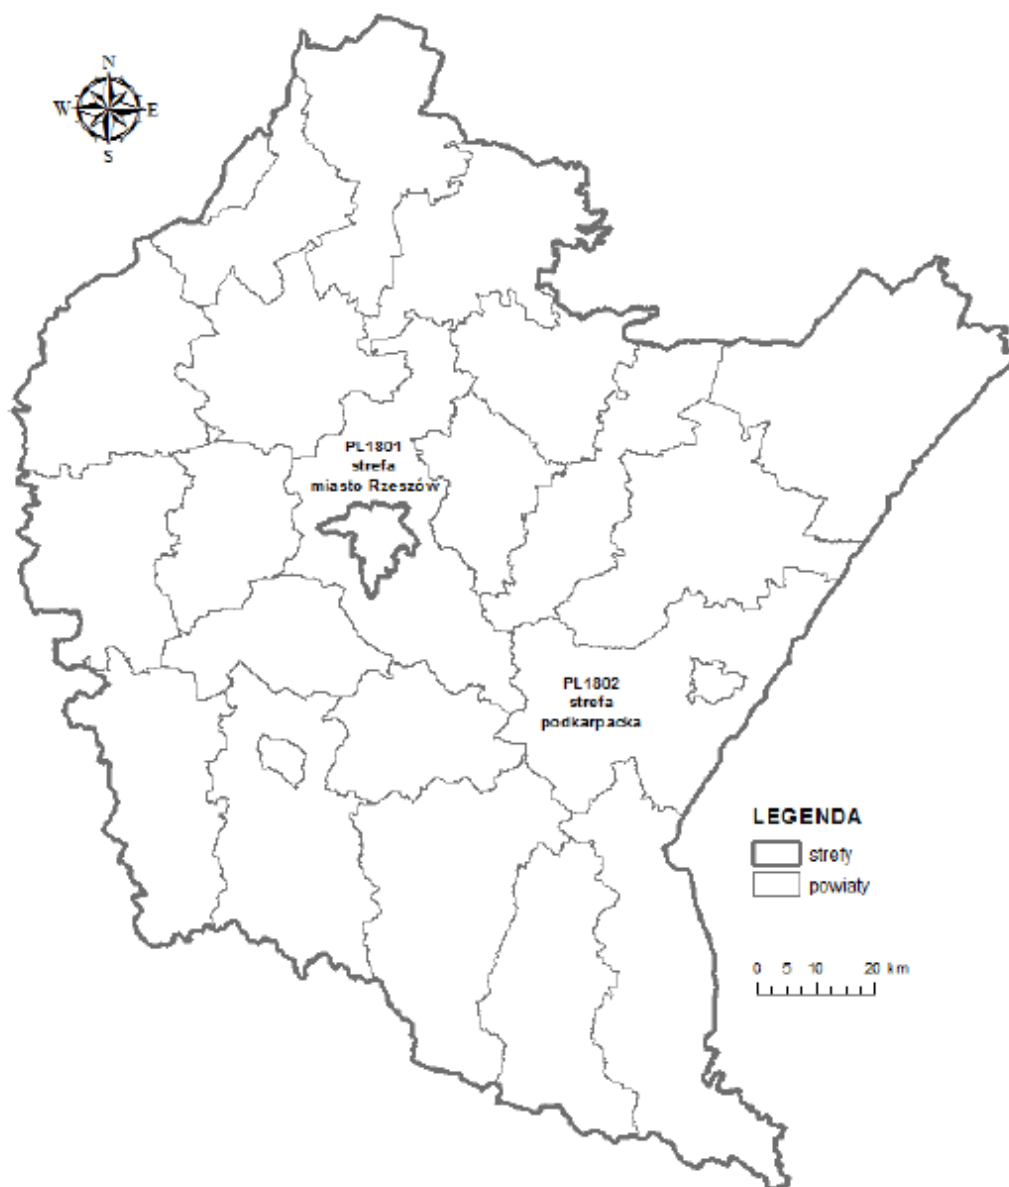 N
W E
S
PL1801
strefa
miasto Rzeszów
PL1802
strefa
podkarpacka
LEGENDA
strefy
powiaty
0 5 10 20 km